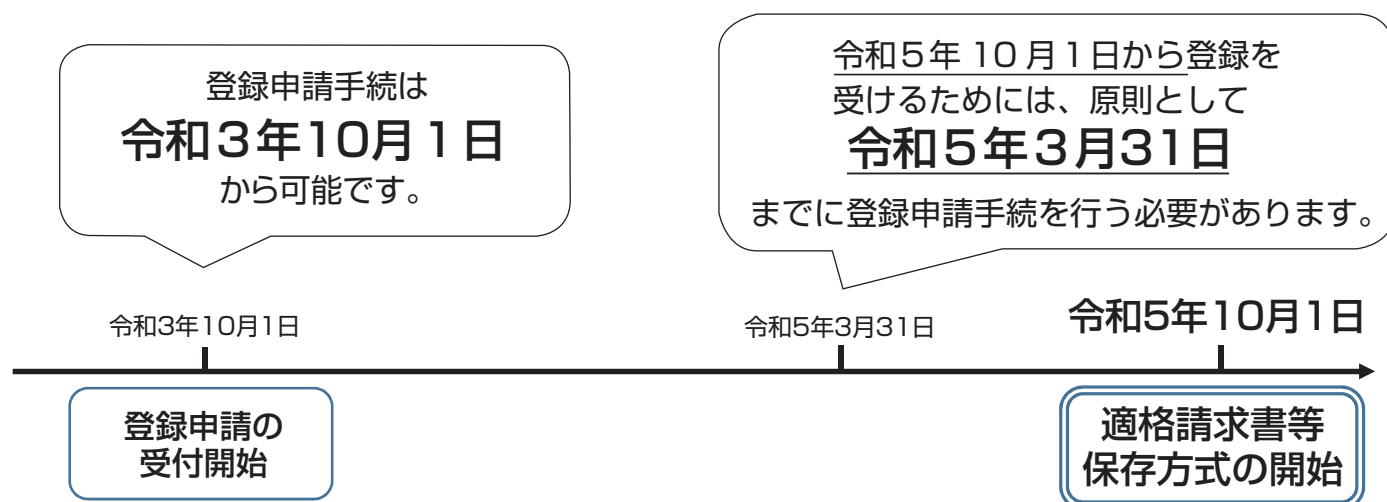 登録申請手続は
令和3年10月1日
から可能です。
令和5年10月1日から登録を
受けるためには、原則として
令和5年3月31日
までに登録申請手続を行う必要があります。
令和3年10月1日
令和5年3月31日
令和5年10月1日
登録申請の
受付開始
適格請求書等
保存方式の開始